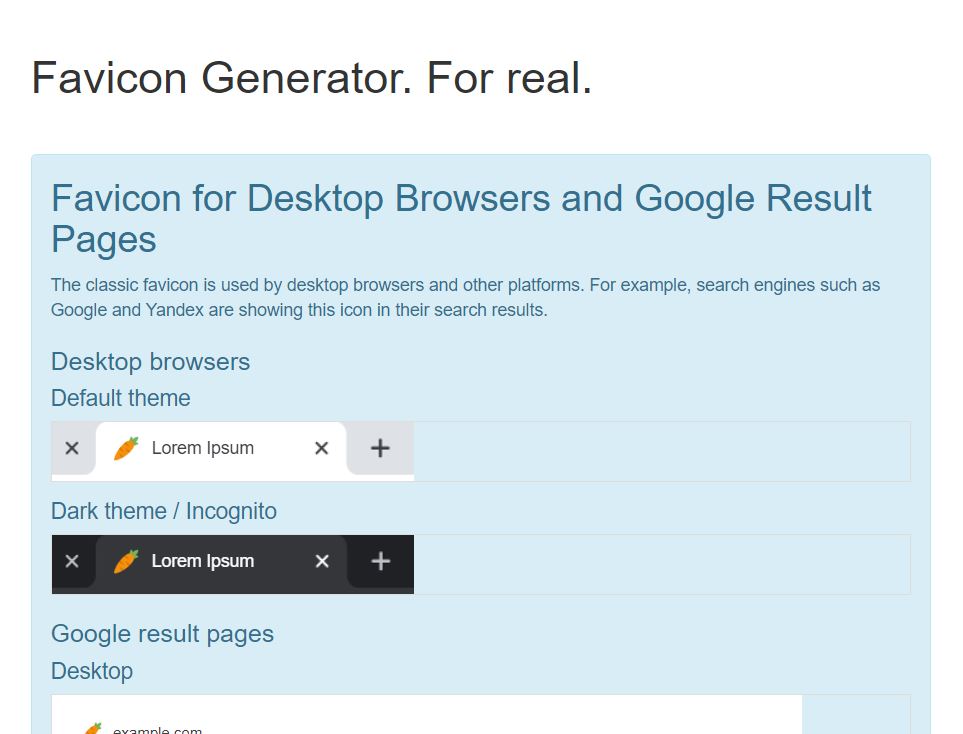 Favicon Generator. For real.
Favicon for Desktop Browsers and Google Result
Pages
The classic favicon is used by desktop browsers and other platforms. For example, search engines such as
Google and Yandex are showing this icon in their search results.
Desktop browsers
Default theme
Lorem Ipsum
Dark theme / Incognito
Lorem Ipsum
Google result pages
Desktop
example.com